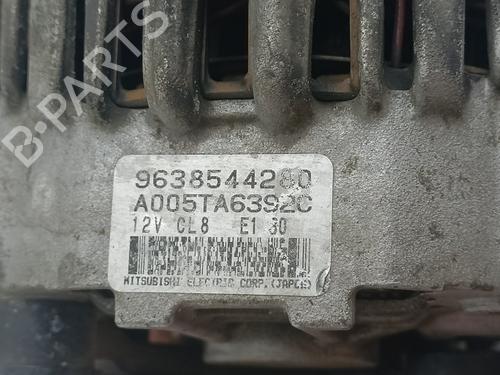 B-PARTS
9638544280
A005TA6392C
12V CL8 E1 30
MITSUBISHI ELECTRIC CORP. (JAPAN)